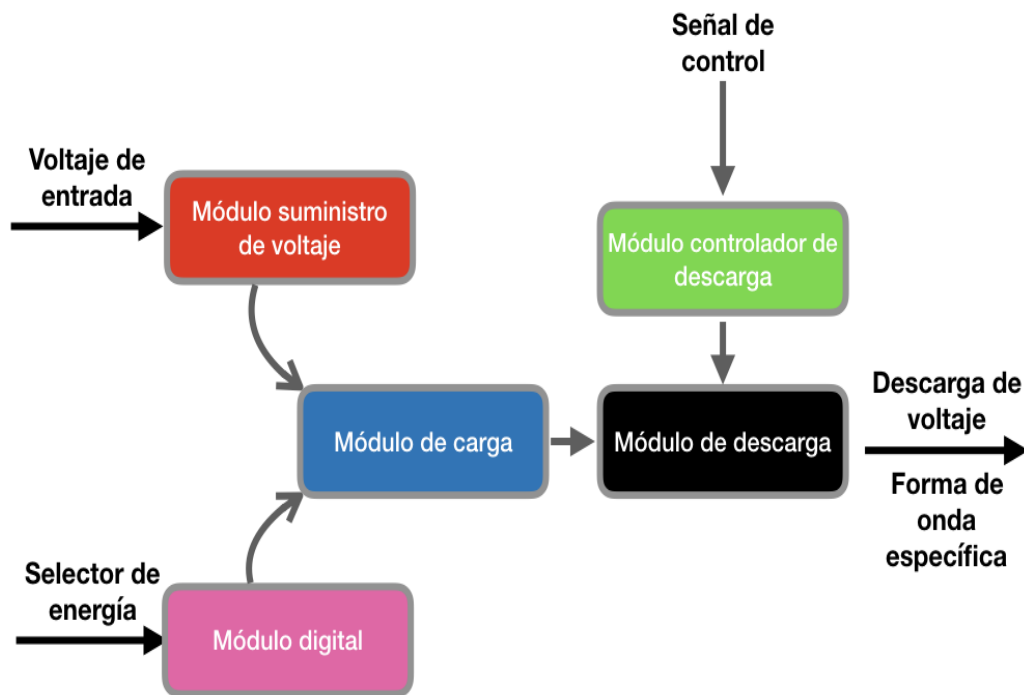 Señal de
control
Voltaje de
entrada
Módulo suministro
de voltaje
Módulo controlador de
descarga
Módulo de carga
Módulo de descarga
Descarga de
voltaje
Forma de
onda
específica
Selector de
energía
Módulo digital